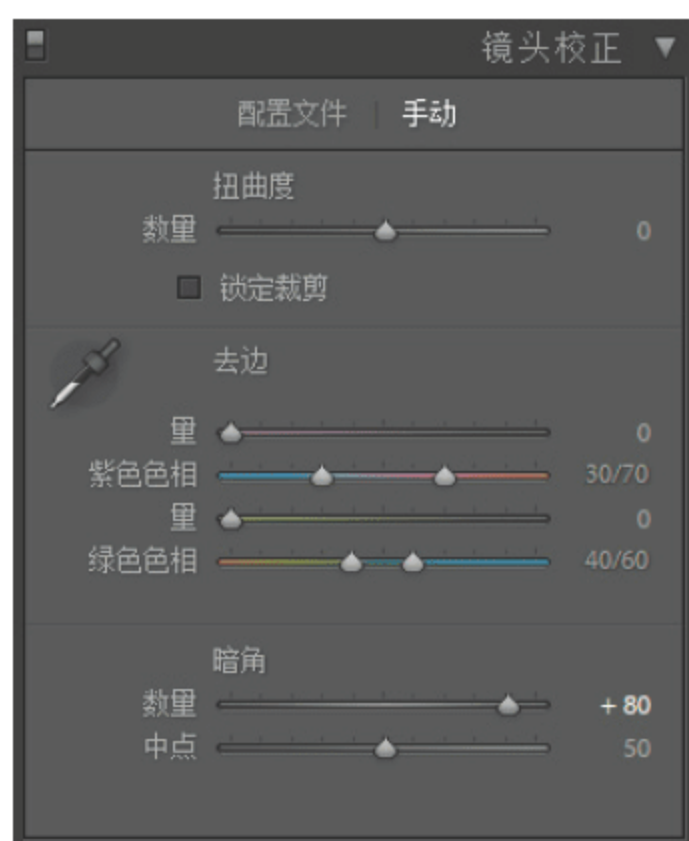 镜头校正
配置文件 | 手动
扭曲度
数量 0
锁定裁剪
去边
量 0
紫色色相 30/70
量 0
绿色色相 40/60
暗角
数量 + 80
中点 50